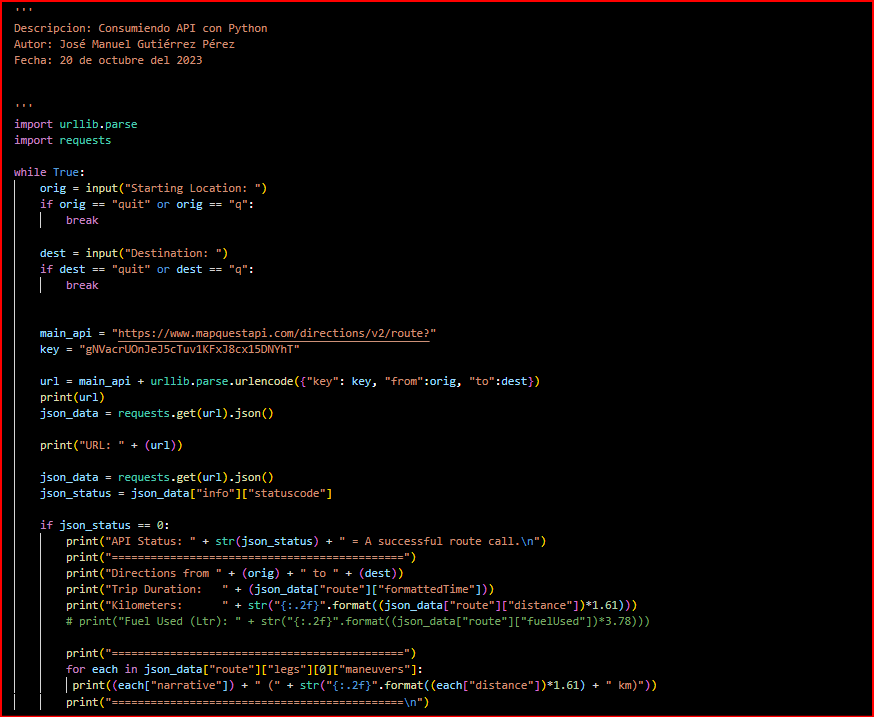 '''
Descripcion: Consumiendo API con Python
Autor: José Manuel Gutiérrez Pérez
Fecha: 20 de octubre del 2023
'''
import urllib.parse
import requests
while True:
    orig = input("Starting Location: ")
    if orig == "quit" or orig == "q":
        break
    dest = input("Destination: ")
    if dest == "quit" or dest == "q":
        break
    main_api = "https://www.mapquestapi.com/directions/v2/route?"
    key = "gNVacrUOnJeJ5cTuv1KFxJ8cx15DNYhT"
    url = main_api + urllib.parse.urlencode({"key": key, "from":orig, "to":dest})
    print(url)
    json_data = requests.get(url).json()
    print("URL: " + (url))
    json_data = requests.get(url).json()
    json_status = json_data["info"]["statuscode"]
    if json_status == 0:
        print("API Status: " + str(json_status) + " = A successful route call.\n")
        print("=============================================")
        print("Directions from " + (orig) + " to " + (dest))
        print("Trip Duration:   " + (json_data["route"]["formattedTime"]))
        print("Kilometers:      " + str("{:.2f}".format((json_data["route"]["distance"])*1.61)))
        # print("Fuel Used (Ltr): " + str("{:.2f}".format((json_data["route"]["fuelUsed"])*3.78)))
        print("=============================================")
        for each in json_data["route"]["legs"][0]["maneuvers"]:
         print((each["narrative"]) + " (" + str("{:.2f}".format((each["distance"])*1.61) + " km)"))
        print("=============================================\n")